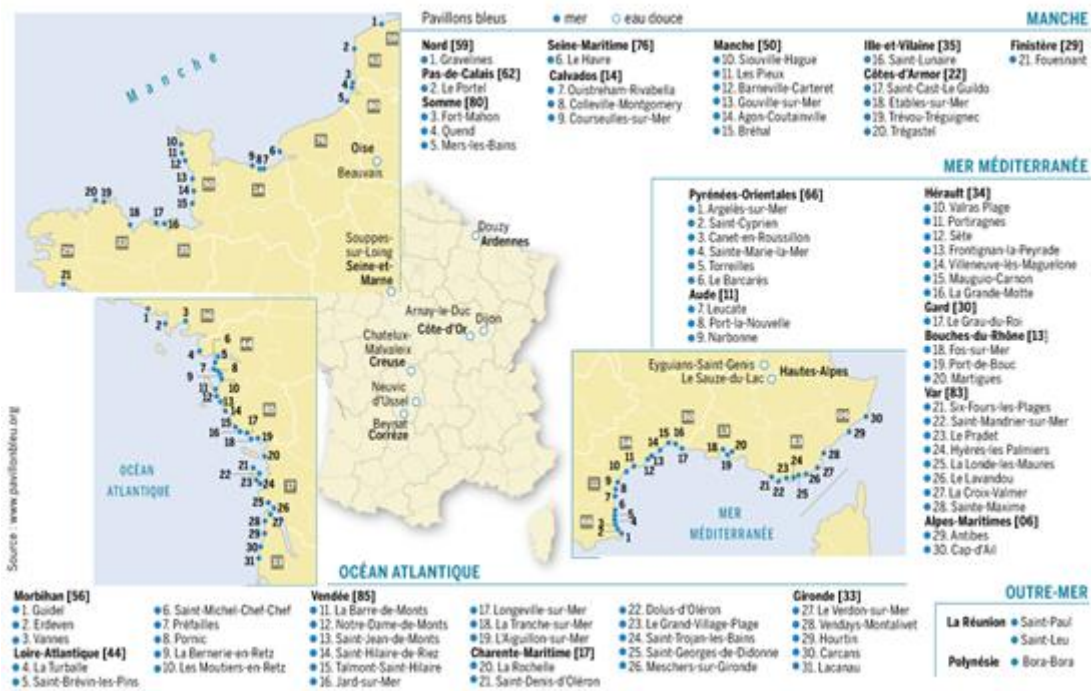 Pavillons bleus mer eau douce
MANCHE
Nord [59]
1. Gravelines
Pas-de-Calais [62]
2. Le Portel
Somme [80]
3. Fort-Mahon
4. Quend
5. Mers-les-Bains
Seine-Maritime [76]
6. Le Havre
Calvados [14]
7. Ouistreham-Rivabella
8. Colleville-Montgomery
9. Courseulles-sur-Mer
Manche [50]
10. Siouville-Hague
11. Les Pieux
12. Barneville-Carteret
13. Gouville-sur-Mer
14. Agon-Coutainville
15. Bréhal
Ille-et-Vilaine [35]
16. Saint-Lunaire
Côtes-d'Armor [22]
17. Saint-Cast-Le Guildo
18. Etables-sur-Mer
19. Trévou-Tréguignec
20. Trégastel
Finistère [29]
21. Fouesnant
Manche
Oise
Beauvais
Souppes-
sur-Loing
Seine-et-
Marne
Douzy
Ardennes
Arnay-le-Duc
Dijon
Côte-d'Or
Chatelux-
Malvaleix
Creuse
Neuvic
d'Ussel
Beynat
Corrèze
MER MÉDITERRANÉE
Pyrénées-Orientales [66]
1. Argelès-sur-Mer
2. Saint-Cyprien
3. Canet-en-Roussillon
4. Sainte-Marie-la-Mer
5. Torreilles
6. Le Barcarès
Aude [11]
7. Leucate
8. Port-la-Nouvelle
9. Narbonne
Hérault [34]
10. Valras Plage
11. Portiragnes
12. Sète
13. Frontignan-la-Peyrade
14. Villeneuve-lès-Maguelone
15. Mauguio-Carnon
16. La Grande-Motte
Gard [30]
17. Le Grau-du-Roi
Bouches-du-Rhône [13]
18. Fos-sur-Mer
19. Port-de-Bouc
20. Martigues
Var [83]
21. Six-Fours-les-Plages
22. Saint-Mandrier-sur-Mer
23. Le Pradet
24. Hyères-les Palmiers
25. La Londe-les-Maures
26. Le Lavandou
27. La Croix-Valmer
28. Sainte-Maxime
Alpes-Maritimes [06]
29. Antibes
30. Cap-d'Ail
Eyguians-Saint-Genis
Le Sauze-du-Lac
Hautes-Alpes
MER
MÉDITERRANÉE
OCÉAN
ATLANTIQUE
Source : www.pavillonbleu.org
OCÉAN ATLANTIQUE
Morbihan [56]
1. Guidel
2. Erdeven
3. Vannes
Loire-Atlantique [44]
4. La Turballe
5. Saint-Brévin-les-Pins
6. Saint-Michel-Chef-Chef
7. Préfailles
8. Pornic
9. La Bernerie-en-Retz
10. Les Moutiers-en-Retz
Vendée [85]
11. La Barre-de-Monts
12. Notre-Dame-de-Monts
13. Saint-Jean-de-Monts
14. Saint-Hilaire-de-Riez
15. Talmont-Saint-Hilaire
16. Jard-sur-Mer
17. Longeville-sur-Mer
18. La Tranche-sur-Mer
19. L'Aiguillon-sur-Mer
Charente-Maritime [17]
20. La Rochelle
21. Saint-Denis-d'Oléron
22. Dolus-d'Oléron
23. Le Grand-Village-Plage
24. Saint-Trojan-les-Bains
25. Saint-Georges-de-Didonne
26. Meschers-sur-Gironde
Gironde [33]
27. Le Verdon-sur-Mer
28. Vendays-Montalivet
29. Hourtin
30. Carcans
31. Lacanau
OUTRE-MER
La Réunion Saint-Paul
Saint-Leu
Polynésie Bora-Bora